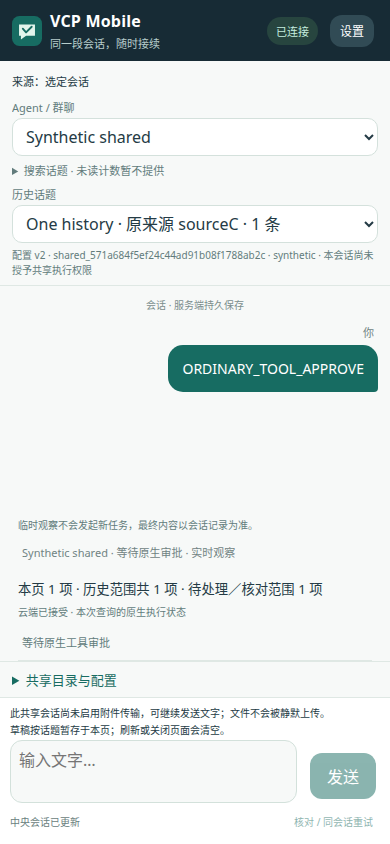 VCP Mobile
同一段会话，随时接续
已连接
设置
来源：选定会话
Agent / 群聊
Synthetic shared
搜索话题 · 未读计数暂不提供
历史话题
One history · 原来源 sourceC · 1 条
配置 v2 · shared_571a684f5ef24c44ad91b08f1788ab2c · synthetic · 本会话尚未
授予共享执行权限
会话 · 服务端持久保存
你
ORDINARY_TOOL_APPROVE
临时观察不会发起新任务，最终内容以会话记录为准。
Synthetic shared · 等待原生审批 · 实时观察
本页 1 项 · 历史范围共 1 项 · 待处理／核对范围 1 项
云端已接受 · 本次查询的原生执行状态
等待原生工具审批
共享目录与配置
此共享会话尚未启用附件传输，可继续发送文字；文件不会被静默上传。
草稿按话题暂存于本页；刷新或关闭页面会清空。
输入文字...
发送
中央会话已更新
核对 / 同会话重试